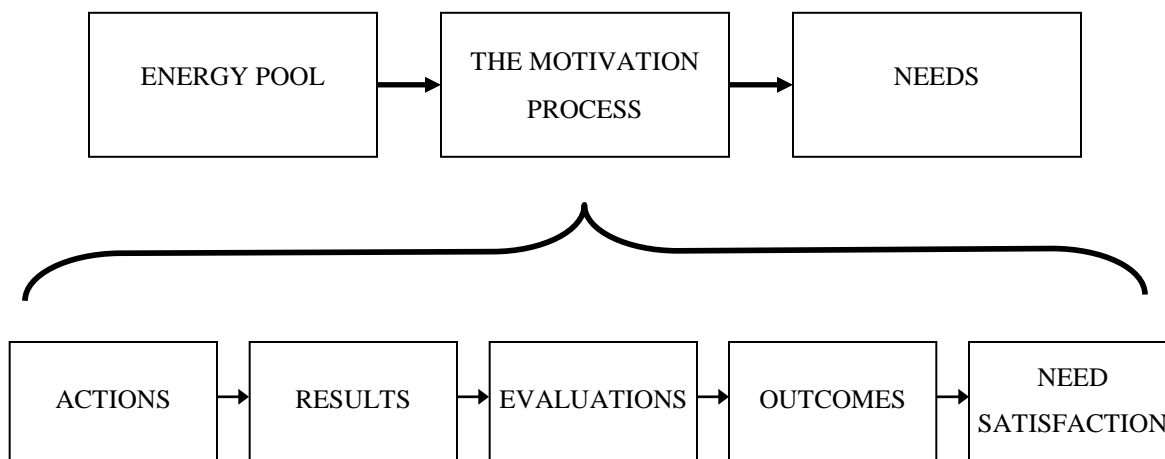 ENERGY POOL
THE MOTIVATION
PROCESS
NEEDS
ACTIONS
RESULTS
EVALUATIONS
OUTCOMES
NEED
SATISFACTION